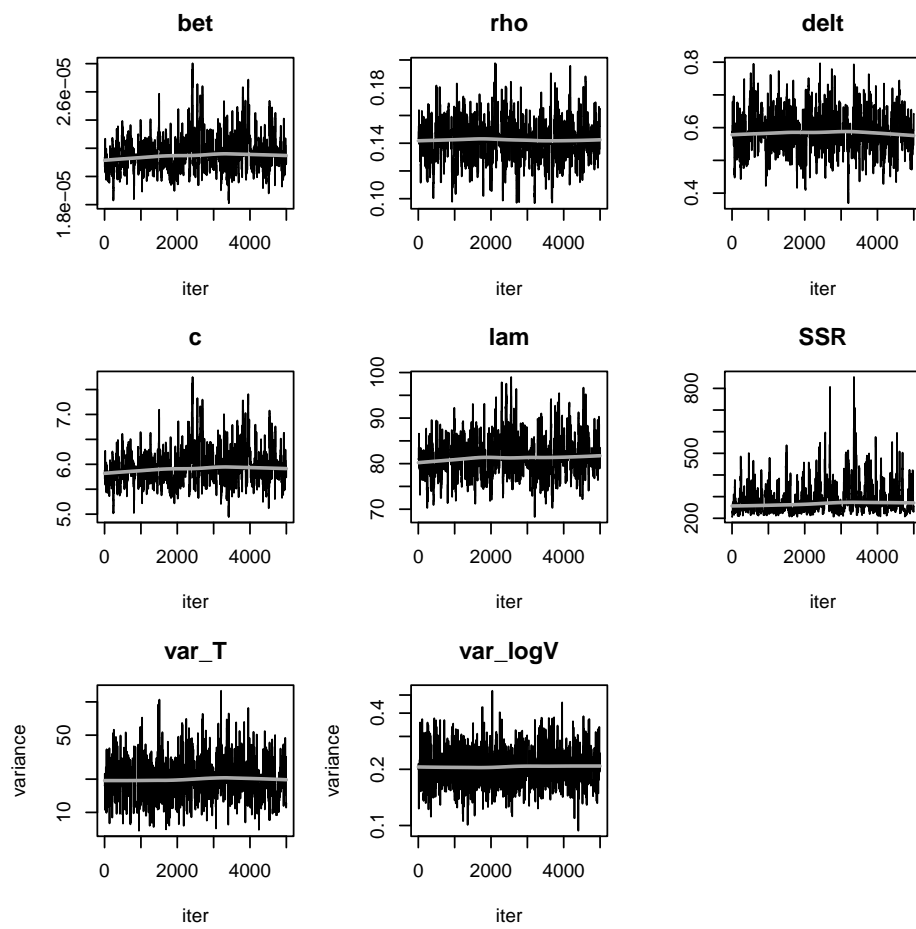 bet
rho
delt
1.8e−05 2.6e−05
0.10 0.14 0.18
0.4 0.6 0.8
0 2000 4000
0 2000 4000
0 2000 4000
iter
iter
iter
c
lam
SSR
5.0 6.0 7.0
70 80 90 100
200 500 800
0 2000 4000
0 2000 4000
0 2000 4000
iter
iter
iter
var_T
var_logV
variance
10 50
variance
0.1 0.2 0.4
0 2000 4000
0 2000 4000
iter
iter